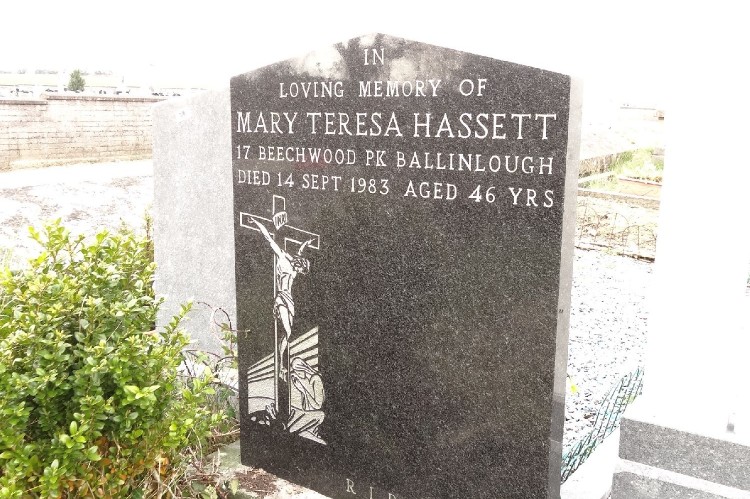 IN
LOVING MEMORY OF
MARY TERESA HASSETT
17 BEECHWOOD PK BALLINLOUGH
DIED 14 SEPT 1983 AGED 46 YRS
R I P